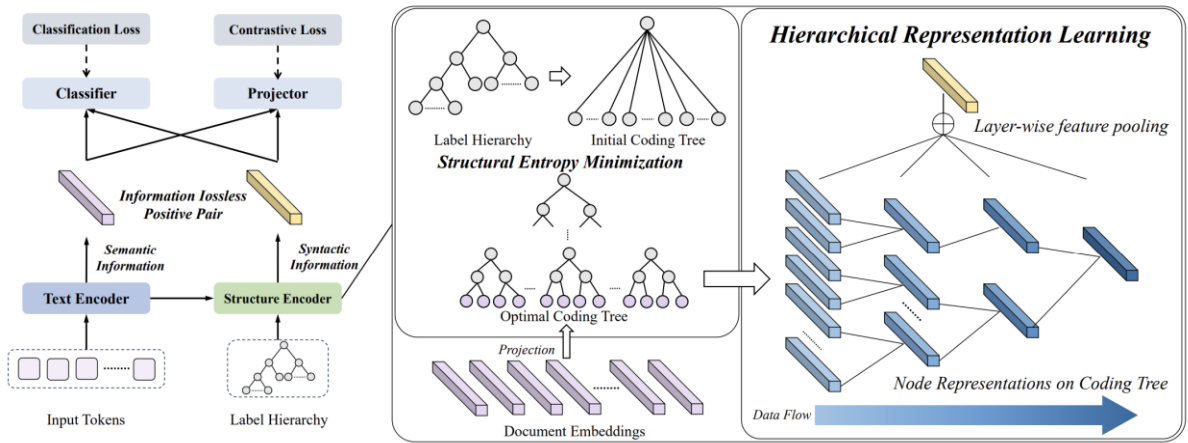 Classification Loss
Contrastive Loss
Classifier
Projector
Information lossless
Positive Pair
Semantic
Information
Syntactic
Information
Text Encoder
Structure Encoder
Input Tokens
Label Hierarchy
Label Hierarchy
Initial Coding Tree
Structural Entropy Minimization
Optimal Coding Tree
Projection
Document Embeddings
Hierarchical Representation Learning
Layer-wise feature pooling
Node Representations on Coding Tree
Data Flow